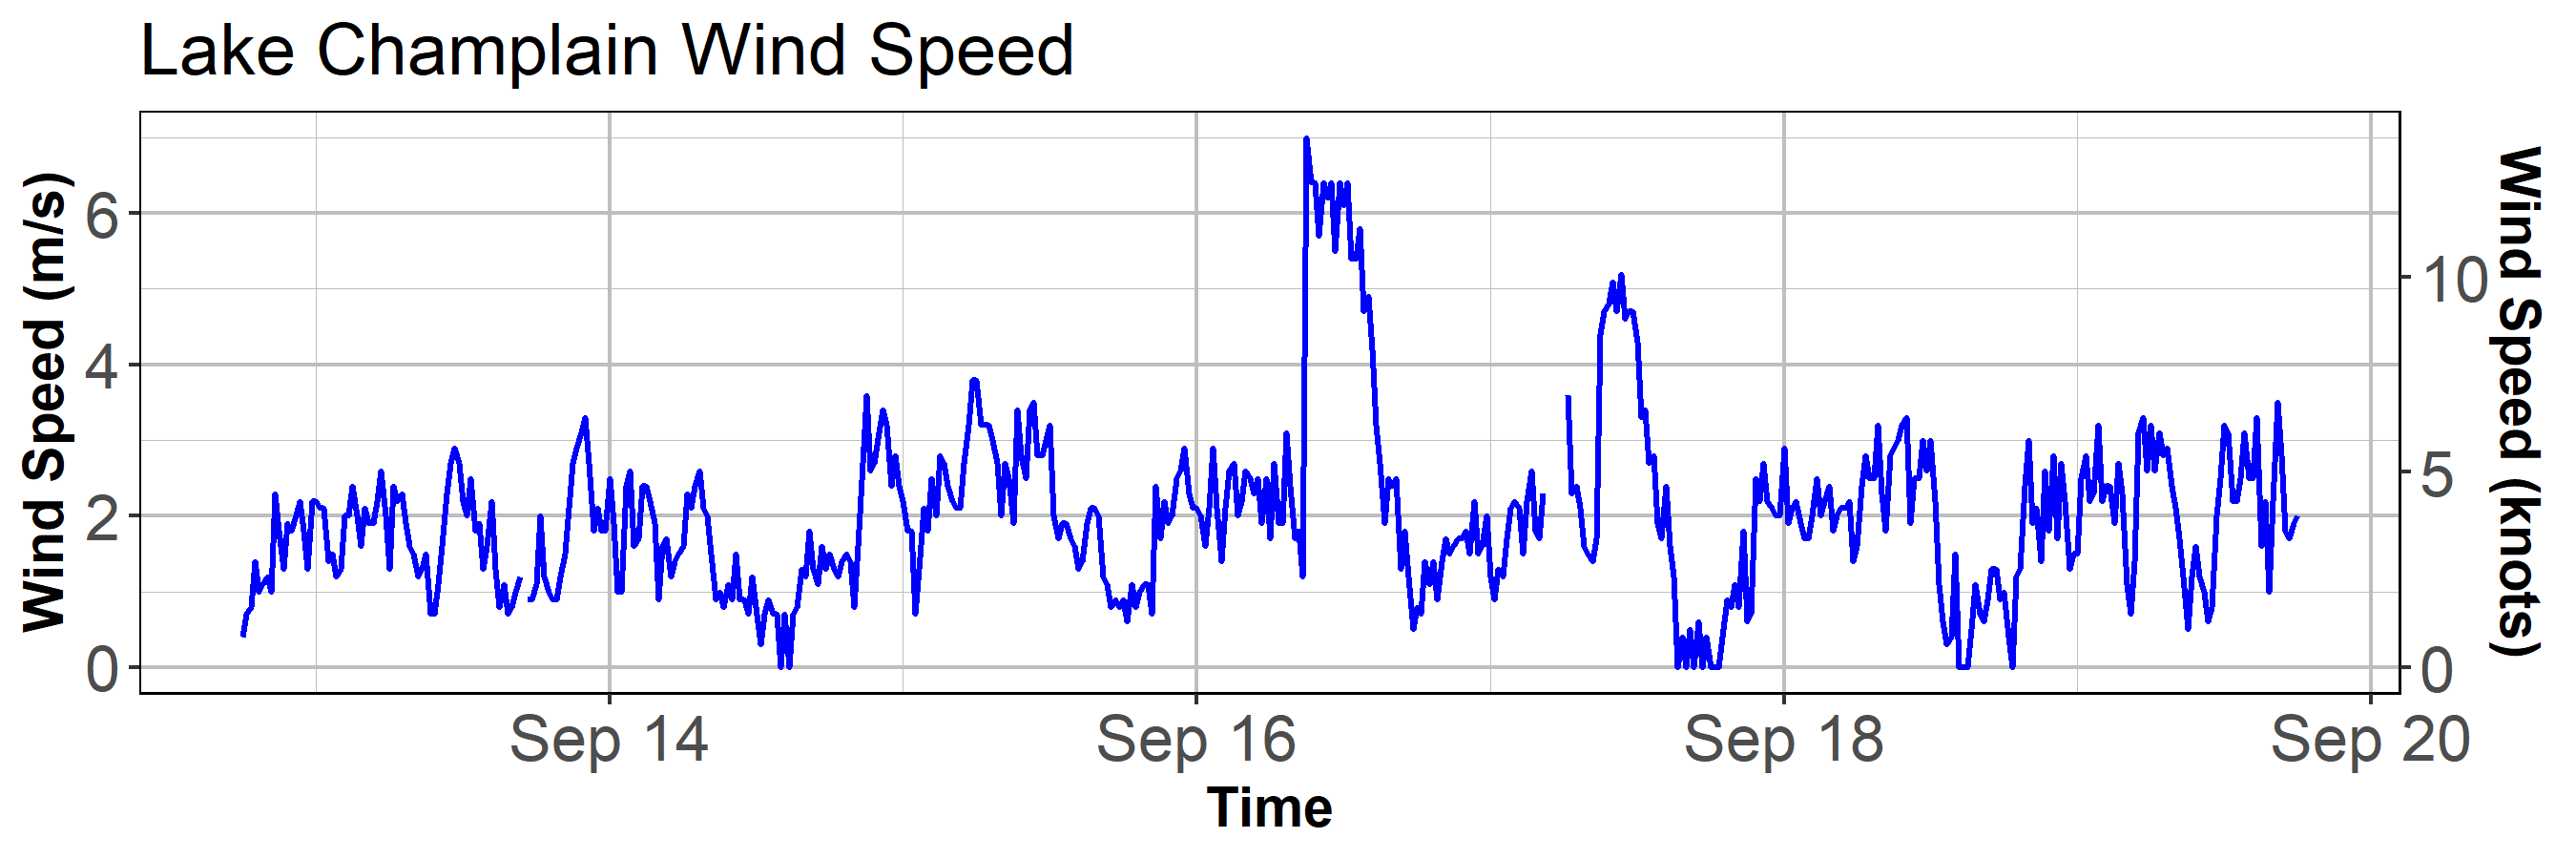 Lake Champlain Wind Speed
Wind Speed (m/s)
6
4
2
0
Wind Speed (knots)
10
5
0
Sep 14
Sep 16
Sep 18
Sep 20
Time